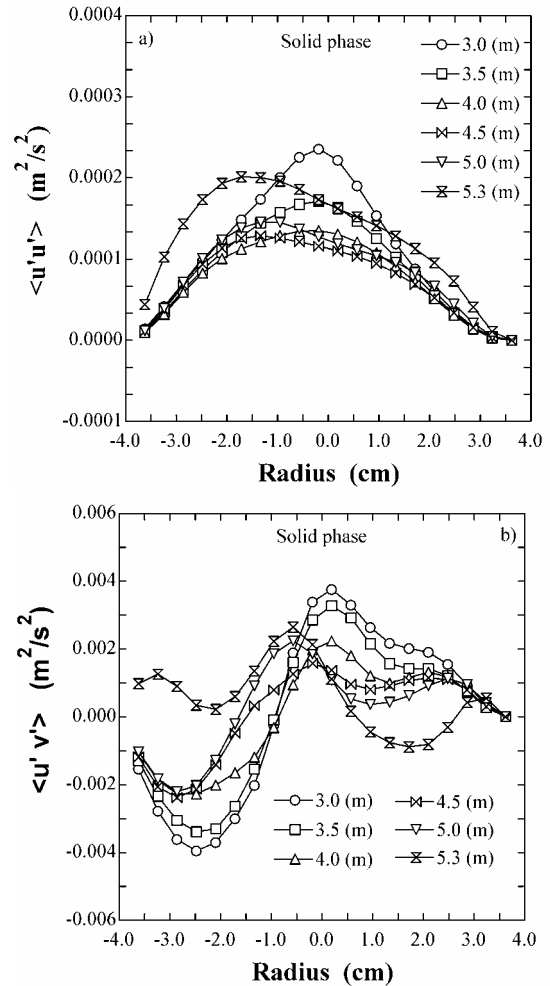 0.0004
a)
Solid phase
3.0 (m)
3.5 (m)
4.0 (m)
4.5 (m)
5.0 (m)
5.3 (m)
0.0003
0.0002
0.0001
0.0000
-0.0001
<u'u'> (m²/s²)
-4.0 -3.0 -2.0 -1.0 0.0 1.0 2.0 3.0 4.0
Radius (cm)
0.006
Solid phase
b)
0.004
0.002
0.000
-0.002
-0.004
-0.006
<u' v'> (m²/s²)
3.0 (m)
3.5 (m)
4.0 (m)
4.5 (m)
5.0 (m)
5.3 (m)
-4.0 -3.0 -2.0 -1.0 0.0 1.0 2.0 3.0 4.0
Radius (cm)